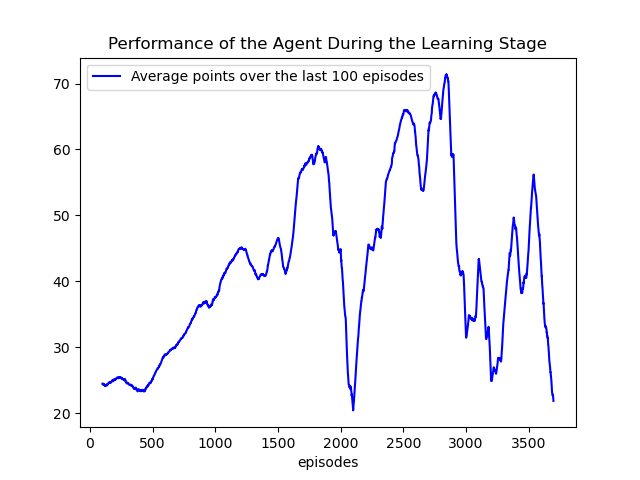 Performance of the Agent During the Learning Stage
Average points over the last 100 episodes
70
60
50
40
30
20
0 500 1000 1500 2000 2500 3000 3500
episodes